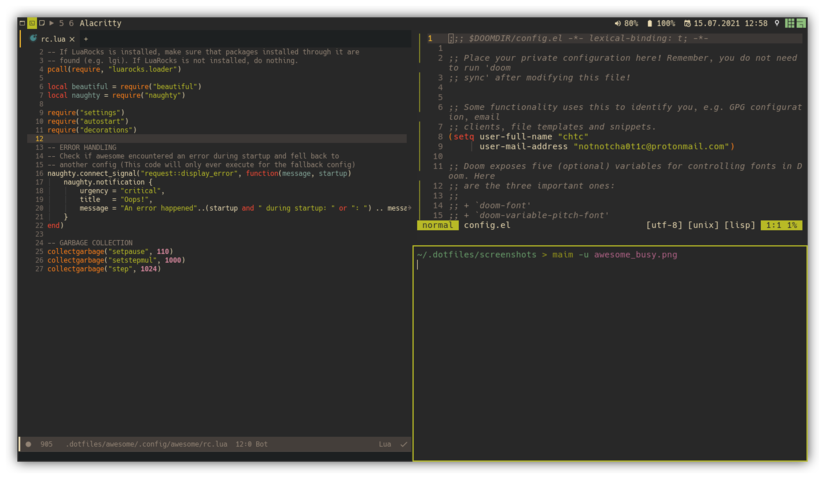 5 6 Alacritty
80% 100% 15.07.2021 12:58
rc.lua × +
2 -- If LuaRocks is installed, make sure that packages installed through it are
3 -- found (e.g. lgi). If LuaRocks is not installed, do nothing.
4 pcall(require, "luarocks.loader")
5
6 local beautiful = require("beautiful")
7 local naughty = require("naughty")
8
9 require("settings")
10 require("autostart")
11 require("decorations")
12
13 -- ERROR HANDLING
14 -- Check if awesome encountered an error during startup and fell back to
15 -- another config (This code will only ever execute for the fallback config)
16 naughty.connect_signal("request::display_error", function(message, startup)
17 naughty.notification {
18 urgency = "critical",
19 title = "Oops!",
20 message = "An error happened"..(startup and " during startup: " or ": ") .. messa
21 }
22 end)
23
24 -- GARBAGE COLLECTION
25 collectgarbage("setpause", 110)
26 collectgarbage("setstepmul", 1000)
27 collectgarbage("step", 1024)
905 .dotfiles/awesome/.config/awesome/rc.lua 12:0 Bot Lua
1 ;;; $DOOMDIR/config.el -*- lexical-binding: t; -*-
1
2 ;; Place your private configuration here! Remember, you do not need
to run 'doom
3 ;; sync' after modifying this file!
4
5
6 ;; Some functionality uses this to identify you, e.g. GPG configurat
ion, email
7 ;; clients, file templates and snippets.
8 (setq user-full-name "chtc"
9 user-mail-address "notnotcha0t1c@protonmail.com")
10
11 ;; Doom exposes five (optional) variables for controlling fonts in D
oom. Here
12 ;; are the three important ones:
13 ;;
14 ;; + `doom-font'
15 ;; + `doom-variable-pitch-font'
normal config.el [utf-8] [unix] [lisp] 1:1 1%
~/.dotfiles/screenshots > maim -u awesome_busy.png